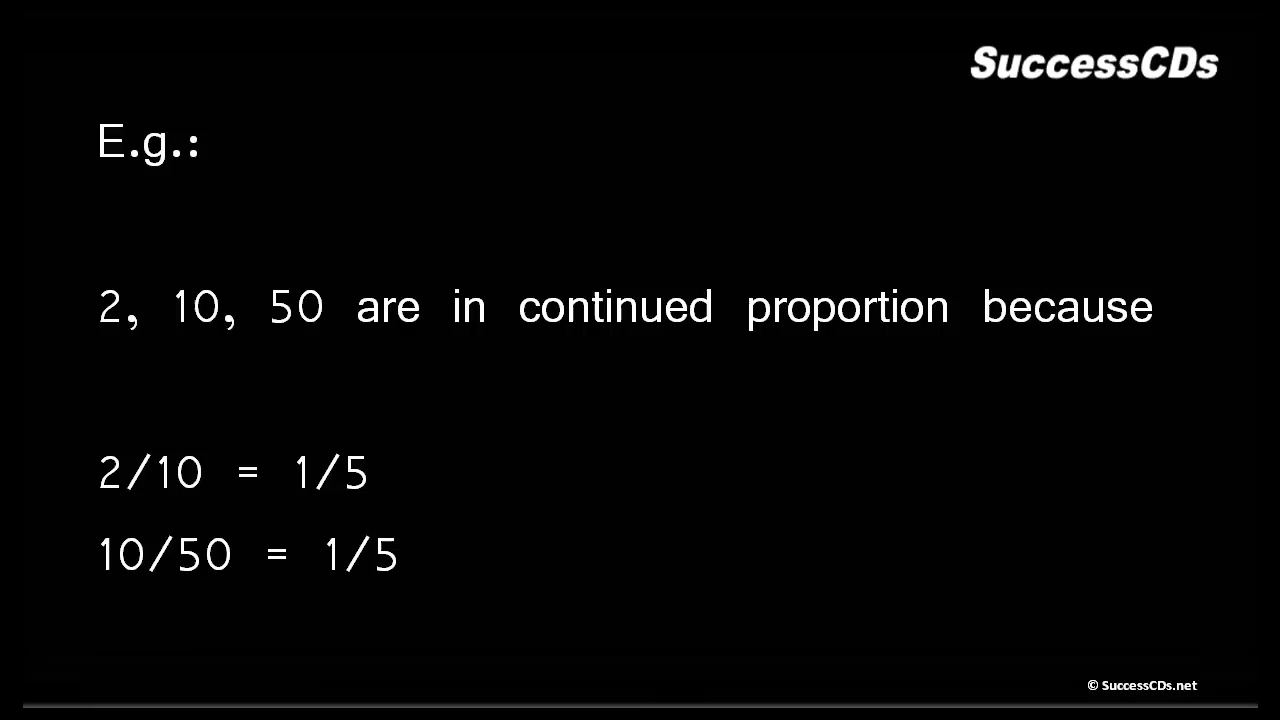 SuccessCDs
E.g.:
2, 10, 50 are in continued proportion because
2/10 = 1/5
10/50 = 1/5
© SuccessCDs.net